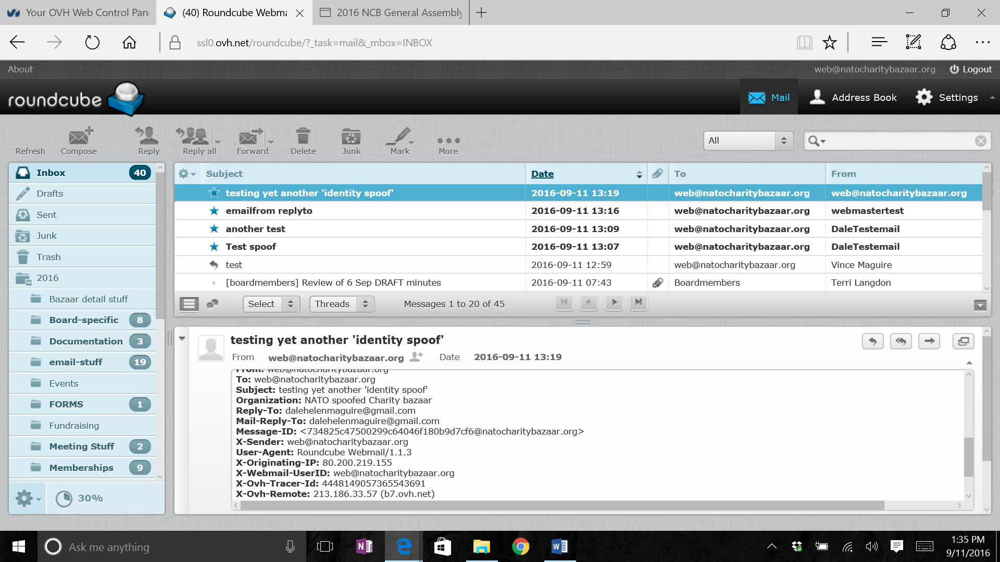 Your OVH Web Control Pan
(40) Roundcube Webma
2016 NCB General Assembly
ssl0.ovh.net/roundcube/?_task=mail&_mbox=INBOX
About
web@natocharitybazaar.org Logout
roundcube
Mail Address Book Settings
Refresh Compose Reply Reply all Forward Delete Junk Mark More
All
Inbox 40
Drafts
Sent
Junk
Trash
2016
Bazaar detail stuff
Board-specific 8
Documentation 3
email-stuff 19
Events
FORMS 1
Fundraising
Meeting Stuff 2
Memberships 9
30%
Subject Date To From
testing yet another 'identity spoof' 2016-09-11 13:19 web@natocharitybazaar.org web@natocharitybazaar.org
emailfrom replyto 2016-09-11 13:16 web@natocharitybazaar.org webmastertest
another test 2016-09-11 13:09 web@natocharitybazaar.org DaleTestemail
Test spoof 2016-09-11 13:07 web@natocharitybazaar.org DaleTestemail
test 2016-09-11 12:59 web@natocharitybazaar.org Vince Maguire
[boardmembers] Review of 6 Sep DRAFT minutes 2016-09-11 07:43 Boardmembers Terri Langdon
Select Threads Messages 1 to 20 of 45
testing yet another 'identity spoof'
From web@natocharitybazaar.org Date 2016-09-11 13:19
From: web@natocharitybazaar.org
To: web@natocharitybazaar.org
Subject: testing yet another 'identity spoof'
Organization: NATO spoofed Charity bazaar
Reply-To: dalehelenmaguire@gmail.com
Mail-Reply-To: dalehelenmaguire@gmail.com
Message-ID: <734825c47500299c64046f180b9d7cf6@natocharitybazaar.org>
X-Sender: web@natocharitybazaar.org
User-Agent: Roundcube Webmail/1.1.3
X-Originating-IP: 80.200.219.155
X-Webmail-UserID: web@natocharitybazaar.org
X-Ovh-Tracer-Id: 4448149057365543691
X-Ovh-Remote: 213.186.33.57 (b7.ovh.net)
Ask me anything
1:35 PM
9/11/2016